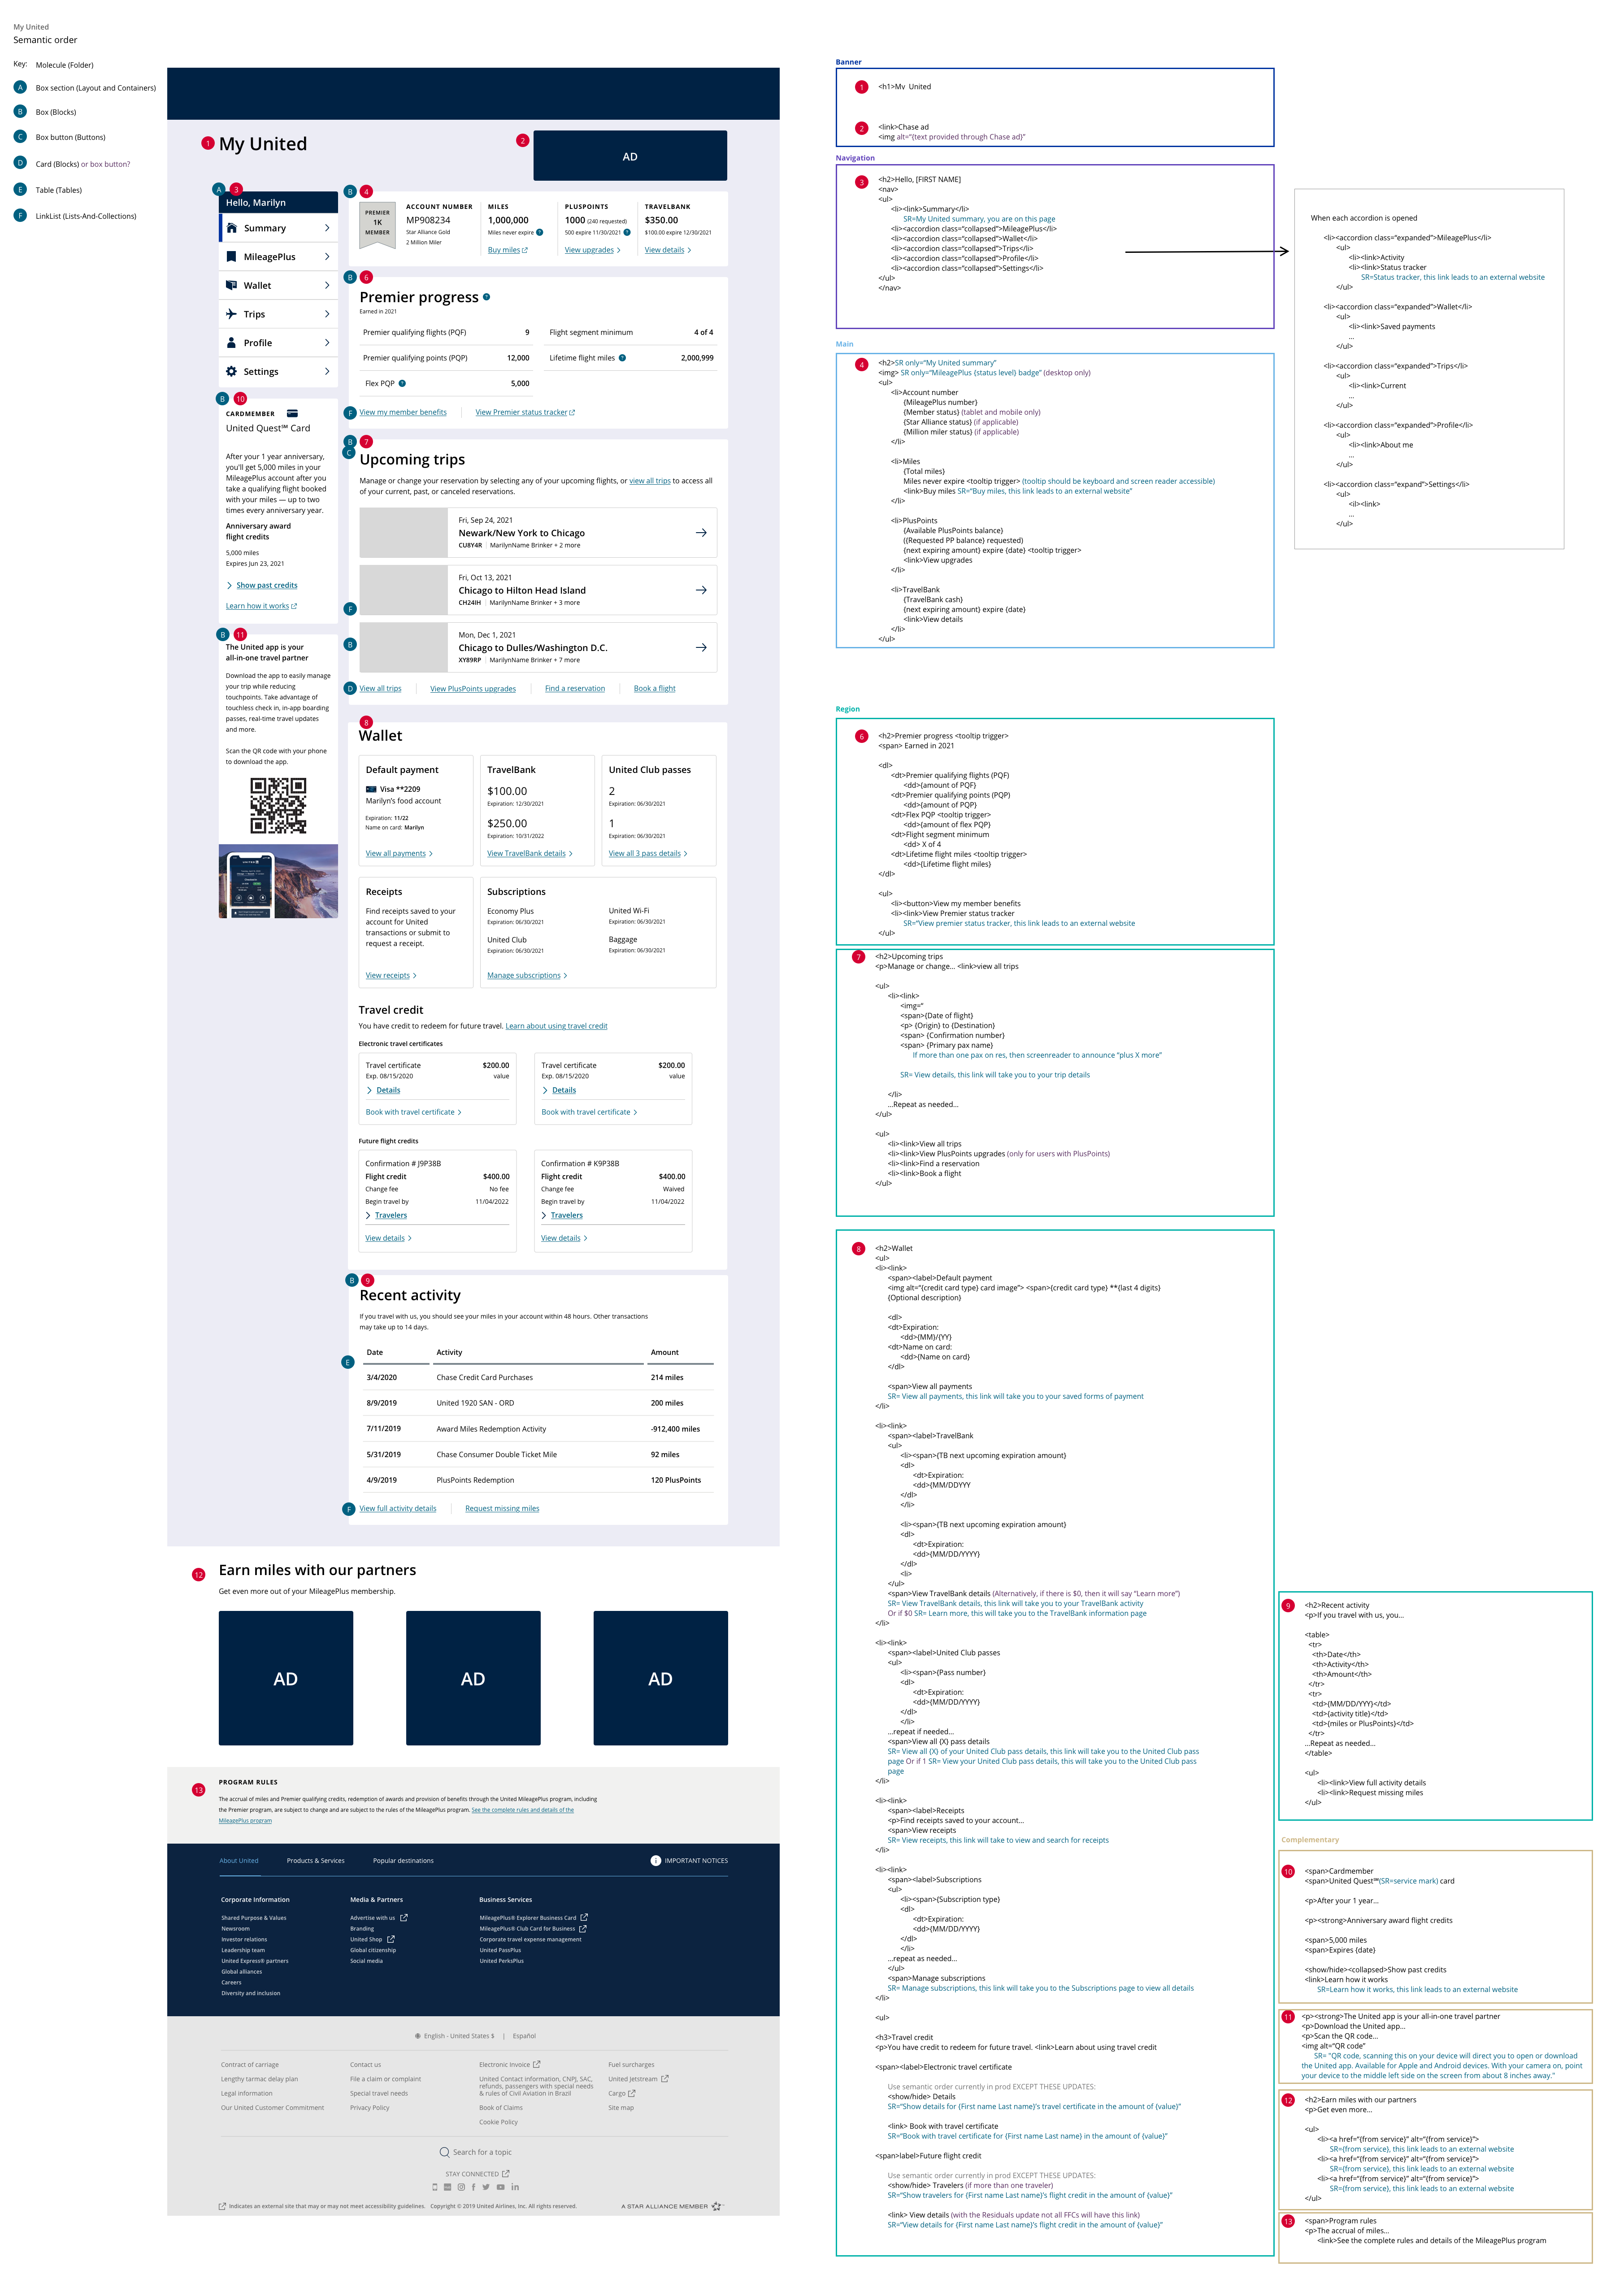 My United
Semantic order
Key: Molecule (Folder)
A Box section (Layout and Containers)
B Box (Blocks)
C Box button (Buttons)
D Card (Blocks) or box button?
E Table (Tables)
F LinkList (Lists-And-Collections)
1 My United
2 AD
A 3
Hello, Marilyn
Summary
MileagePlus
Wallet
Trips
Profile
Settings
B 10
CARDMEMBER
United Quest℠ Card
After your 1 year anniversary,
you'll get 5,000 miles in your
MileagePlus account after you
take a qualifying flight booked
with your miles — up to two
times every anniversary year.
Anniversary award
flight credits
5,000 miles
Expires Jun 23, 2021
Show past credits
Learn how it works
B 11
The United app is your
all-in-one travel partner
Download the app to easily manage
your trip while reducing
touchpoints. Take advantage of
touchless check in, in-app boarding
passes, real-time travel updates
and more.
Scan the QR code with your phone
to download the app.
B 4
PREMIER
1K
MEMBER
ACCOUNT NUMBER
MP908234
Star Alliance Gold
2 Million Miler
MILES
1,000,000
Miles never expire ?
Buy miles
PLUSPOINTS
1000 (240 requested)
500 expire 11/30/2021 ?
View upgrades
TRAVELBANK
$350.00
$100.00 expire 12/30/2021
View details
B 6
Premier progress ?
Earned in 2021
Premier qualifying flights (PQF) 9
Flight segment minimum 4 of 4
Premier qualifying points (PQP) 12,000
Lifetime flight miles ? 2,000,999
Flex PQP ? 5,000
F View my member benefits
View Premier status tracker
B 7
C
Upcoming trips
Manage or change your reservation by selecting any of your upcoming flights, or view all trips to access all
of your current, past, or canceled reservations.
Fri, Sep 24, 2021
Newark/New York to Chicago
CU8Y4R | MarilynName Brinker + 2 more
Fri, Oct 13, 2021
Chicago to Hilton Head Island
F CH24IH | MarilynName Brinker + 3 more
Mon, Dec 1, 2021
B Chicago to Dulles/Washington D.C.
XY89RP | MarilynName Brinker + 7 more
D View all trips
View PlusPoints upgrades
Find a reservation
Book a flight
8
Wallet
Default payment
Visa **2209
Marilyn's food account
Expiration: 11/22
Name on card: Marilyn
View all payments
TravelBank
$100.00
Expiration: 12/30/2021
$250.00
Expiration: 10/31/2022
View TravelBank details
United Club passes
2
Expiration: 06/30/2021
1
Expiration: 06/30/2021
View all 3 pass details
Receipts
Find receipts saved to your
account for United
transactions or submit to
request a receipt.
View receipts
Subscriptions
Economy Plus
Expiration: 06/30/2021
United Wi-Fi
Expiration: 06/30/2021
United Club
Expiration: 06/30/2021
Baggage
Expiration: 06/30/2021
Manage subscriptions
Travel credit
You have credit to redeem for future travel. Learn about using travel credit
Electronic travel certificates
Travel certificate $200.00
Exp. 08/15/2020 value
Details
Book with travel certificate
Travel certificate $200.00
Exp. 08/15/2020 value
Details
Book with travel certificate
Future flight credits
Confirmation # J9P38B
Flight credit $400.00
Change fee No fee
Begin travel by 11/04/2022
Travelers
View details
Confirmation # K9P38B
Flight credit $400.00
Change fee Waived
Begin travel by 11/04/2022
Travelers
View details
B 9
Recent activity
If you travel with us, you should see your miles in your account within 48 hours. Other transactions
may take up to 14 days.
E
Date Activity Amount
3/4/2020 Chase Credit Card Purchases 214 miles
8/9/2019 United 1920 SAN - ORD 200 miles
7/11/2019 Award Miles Redemption Activity -912,400 miles
5/31/2019 Chase Consumer Double Ticket Mile 92 miles
4/9/2019 PlusPoints Redemption 120 PlusPoints
F View full activity details
Request missing miles
12 Earn miles with our partners
Get even more out of your MileagePlus membership.
AD
AD
AD
13
PROGRAM RULES
The accrual of miles and Premier qualifying credits, redemption of awards and provision of benefits through the United MileagePlus program, including
the Premier program, are subject to change and are subject to the rules of the MileagePlus program. See the complete rules and details of the
MileagePlus program
About United
Products & Services
Popular destinations
IMPORTANT NOTICES
Corporate Information
Shared Purpose & Values
Newsroom
Investor relations
Leadership team
United Express® partners
Global alliances
Careers
Diversity and inclusion
Media & Partners
Advertise with us
Branding
United Shop
Global citizenship
Social media
Business Services
MileagePlus® Explorer Business Card
MileagePlus® Club Card for Business
Corporate travel expense management
United PassPlus
United PerksPlus
English - United States $ | Español
Contract of carriage
Lengthy tarmac delay plan
Legal information
Our United Customer Commitment
Contact us
File a claim or complaint
Special travel needs
Privacy Policy
Electronic Invoice
United Contact Information, CNPJ, SAC,
refunds, passengers with special needs
& rules of Civil Aviation in Brazil
Book of Claims
Cookie Policy
Fuel surcharges
United Jetstream
Cargo
Site map
Search for a topic
STAY CONNECTED
Indicates an external site that may or may not meet accessibility guidelines. Copyright © 2019 United Airlines, Inc. All rights reserved.
A STAR ALLIANCE MEMBER
Banner
1 <h1>My United
2 <link>Chase ad
<img alt="{text provided through Chase ad}"
Navigation
3 <h2>Hello, [FIRST NAME]
<nav>
<ul>
<li><link>Summary</li>
SR=My United summary, you are on this page
<li><accordion class="collapsed">MileagePlus</li>
<li><accordion class="collapsed">Wallet</li>
<li><accordion class="collapsed">Trips</li>
<li><accordion class="collapsed">Profile</li>
<li><accordion class="collapsed">Settings</li>
</ul>
</nav>
When each accordion is opened
<li><accordion class="expanded">MileagePlus</li>
<ul>
<li><link>Activity
<li><link>Status tracker
SR=Status tracker, this link leads to an external website
</ul>
<li><accordion class="expanded">Wallet</li>
<ul>
<li><link>Saved payments
...
</ul>
<li><accordion class="expanded">Trips</li>
<ul>
<li><link>Current
...
</ul>
<li><accordion class="expanded">Profile</li>
<ul>
<li><link>About me
...
</ul>
<li><accordion class="expand">Settings</li>
<ul>
<il><link>
...
</ul>
Main
4 <h2>SR only="My United summary"
<img> SR only="MileagePlus {status level} badge" (desktop only)
<ul>
<li>Account number
{MileagePlus number}
{Member status} (tablet and mobile only)
{Star Alliance status} (if applicable)
{Million miler status} (if applicable)
</li>
<li>Miles
{Total miles}
Miles never expire <tooltip trigger> (tooltip should be keyboard and screen reader accessible)
<link>Buy miles SR="Buy miles, this link leads to an external website"
</li>
<li>PlusPoints
{Available PlusPoints balance}
({Requested PP balance} requested)
{next expiring amount} expire {date} <tooltip trigger>
<link>View upgrades
</li>
<li>TravelBank
{TravelBank cash}
{next expiring amount} expire {date}
<link>View details
</li>
</ul>
Region
6 <h2>Premier progress <tooltip trigger>
<span> Earned in 2021
<dl>
<dt>Premier qualifying flights (PQF)
<dd>{amount of PQF}
<dt>Premier qualifying points (PQP)
<dd>{amount of PQP}
<dt>Flex PQP <tooltip trigger>
<dd>{amount of flex PQP}
<dt>Flight segment minimum
<dd> X of 4
<dt>Lifetime flight miles <tooltip trigger>
<dd>{Lifetime flight miles}
</dl>
<ul>
<li><button>View my member benefits
<li><link>View Premier status tracker
SR="View premier status tracker, this link leads to an external website
</ul>
7 <h2>Upcoming trips
<p>Manage or change... <link>view all trips
<ul>
<li><link>
<img="
<span>{Date of flight}
<p> {Origin} to {Destination}
<span> {Confirmation number}
<span> {Primary pax name}
If more than one pax on res, then screenreader to announce "plus X more"
SR= View details, this link will take you to your trip details
</li>
...Repeat as needed...
</ul>
<ul>
<li><link>View all trips
<li><link>View PlusPoints upgrades (only for users with PlusPoints)
<li><link>Find a reservation
<li><link>Book a flight
</ul>
8 <h2>Wallet
<ul>
<li><link>
<span><label>Default payment
<img alt="{credit card type} card image"> <span>{credit card type} **{last 4 digits}
{Optional description}
<dl>
<dt>Expiration:
<dd>{MM}/{YY}
<dt>Name on card:
<dd>{Name on card}
</dl>
<span>View all payments
SR= View all payments, this link will take you to your saved forms of payment
</li>
<li><link>
<span><label>TravelBank
<ul>
<li><span>{TB next upcoming expiration amount}
<dl>
<dt>Expiration:
<dd>{MM/DDYYY
</dl>
</li>
<li><span>{TB next upcoming expiration amount}
<dl>
<dt>Expiration:
<dd>{MM/DD/YYYY}
</dl>
<li>
</ul>
<span>View TravelBank details (Alternatively, if there is $0, then it will say "Learn more")
SR= View TravelBank details, this link will take you to your TravelBank activity
Or if $0 SR= Learn more, this will take you to the TravelBank information page
</li>
<li><link>
<span><label>United Club passes
<ul>
<li><span>{Pass number}
<dl>
<dt>Expiration:
<dd>{MM/DD/YYYY}
</dl>
</li>
...repeat if needed...
<span>View all {X} pass details
SR= View all {X} of your United Club pass details, this link will take you to the United Club pass
page Or if 1 SR= View your United Club pass details, this will take you to the United Club pass
page
</li>
<li><link>
<span><label>Receipts
<p>Find receipts saved to your account...
<span>View receipts
SR= View receipts, this link will take to view and search for receipts
</li>
<li><link>
<span><label>Subscriptions
<ul>
<li><span>{Subscription type}
<dl>
<dt>Expiration:
<dd>{MM/DD/YYYY}
</dl>
</li>
...repeat as needed...
</ul>
<span>Manage subscriptions
SR= Manage subscriptions, this link will take you to the Subscriptions page to view all details
</li>
<ul>
<h3>Travel credit
<p>You have credit to redeem for future travel. <link>Learn about using travel credit
<span><label>Electronic travel certificate
Use semantic order currently in prod EXCEPT THESE UPDATES:
<show/hide> Details
SR="Show details for {First name Last name}'s travel certificate in the amount of {value}"
<link> Book with travel certificate
SR="Book with travel certificate for {First name Last name} in the amount of {value}"
<span>label>Future flight credit
Use semantic order currently in prod EXCEPT THESE UPDATES:
<show/hide> Travelers (if more than one traveler)
SR="Show travelers for {First name Last name}'s flight credit in the amount of {value}"
<link> View details (with the Residuals update not all FFCs will have this link)
SR="View details for {First name Last name}'s flight credit in the amount of {value}"
9 <h2>Recent activity
<p>If you travel with us, you...
<table>
<tr>
<th>Date</th>
<th>Activity</th>
<th>Amount</th>
</tr>
<tr>
<td>{MM/DD/YYY}</td>
<td>{activity title}</td>
<td>{miles or PlusPoints}</td>
</tr>
...Repeat as needed...
</table>
<ul>
<li><link>View full activity details
<li><link>Request missing miles
</ul>
Complementary
10 <span>Cardmember
<span>United Quest℠(SR=service mark) card
<p>After your 1 year...
<p><strong>Anniversary award flight credits
<span>5,000 miles
<span>Expires {date}
<show/hide><collapsed>Show past credits
<link>Learn how it works
SR=Learn how it works, this link leads to an external website
11 <p><strong>The United app is your all-in-one travel partner
<p>Download the United app...
<p>Scan the QR code...
<img alt="QR code"
SR= "QR code, scanning this on your device will direct you to open or download
the United app. Available for Apple and Android devices. With your camera on, point
your device to the middle left side on the screen from about 8 inches away."
12 <h2>Earn miles with our partners
<p>Get even more...
<ul>
<li><a href="{from service}" alt="{from service}">
SR={from service}, this link leads to an external website
<li><a href="{from service}" alt="{from service}">
SR={from service}, this link leads to an external website
<li><a href="{from service}" alt="{from service}">
SR={from service}, this link leads to an external website
</ul>
13 <span>Program rules
<p>The accrual of miles...
<link>See the complete rules and details of the MileagePlus program